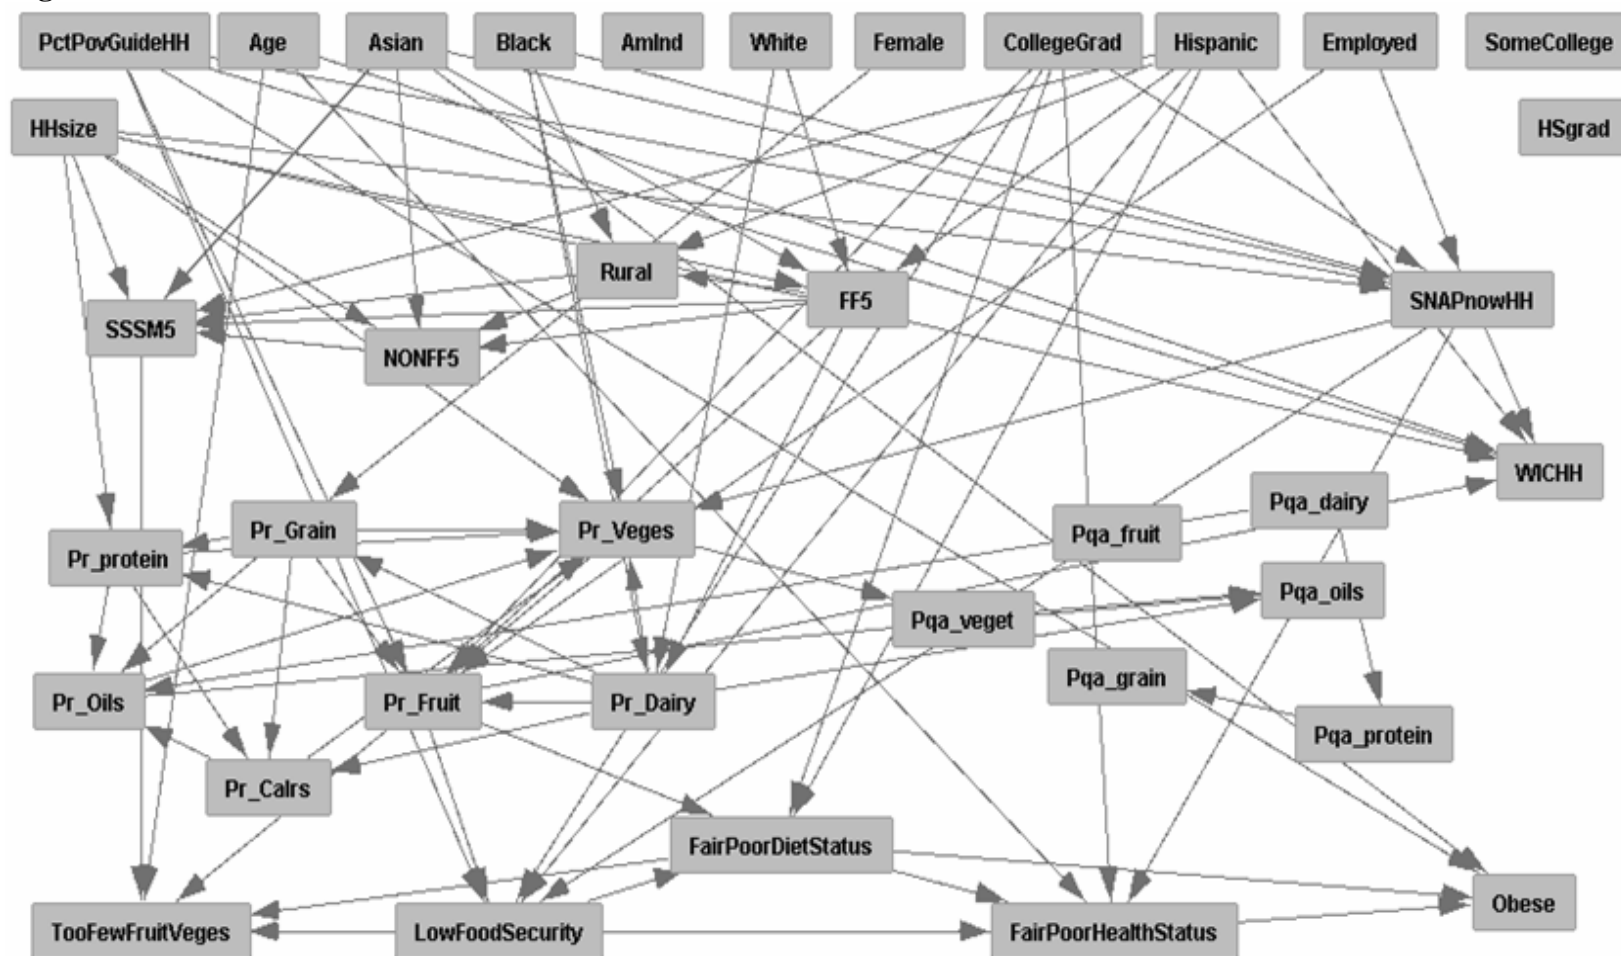 PctPovGuideHH Age Asian Black AmInd White Female CollegeGrad Hispanic Employed SomeCollege
HHsize HSgrad
Rural FF5 SNAPnowHH
SSSM5 NONFF5
WICHH
Pr_protein Pr_Grain Pr_Veges Pqa_fruit Pqa_dairy
Pqa_veget Pqa_oils
Pr_Oils Pr_Fruit Pr_Dairy Pqa_grain
Pqa_protein
Pr_Calrs
FairPoorDietStatus
Obese
TooFewFruitVeges LowFoodSecurity FairPoorHealthStatus